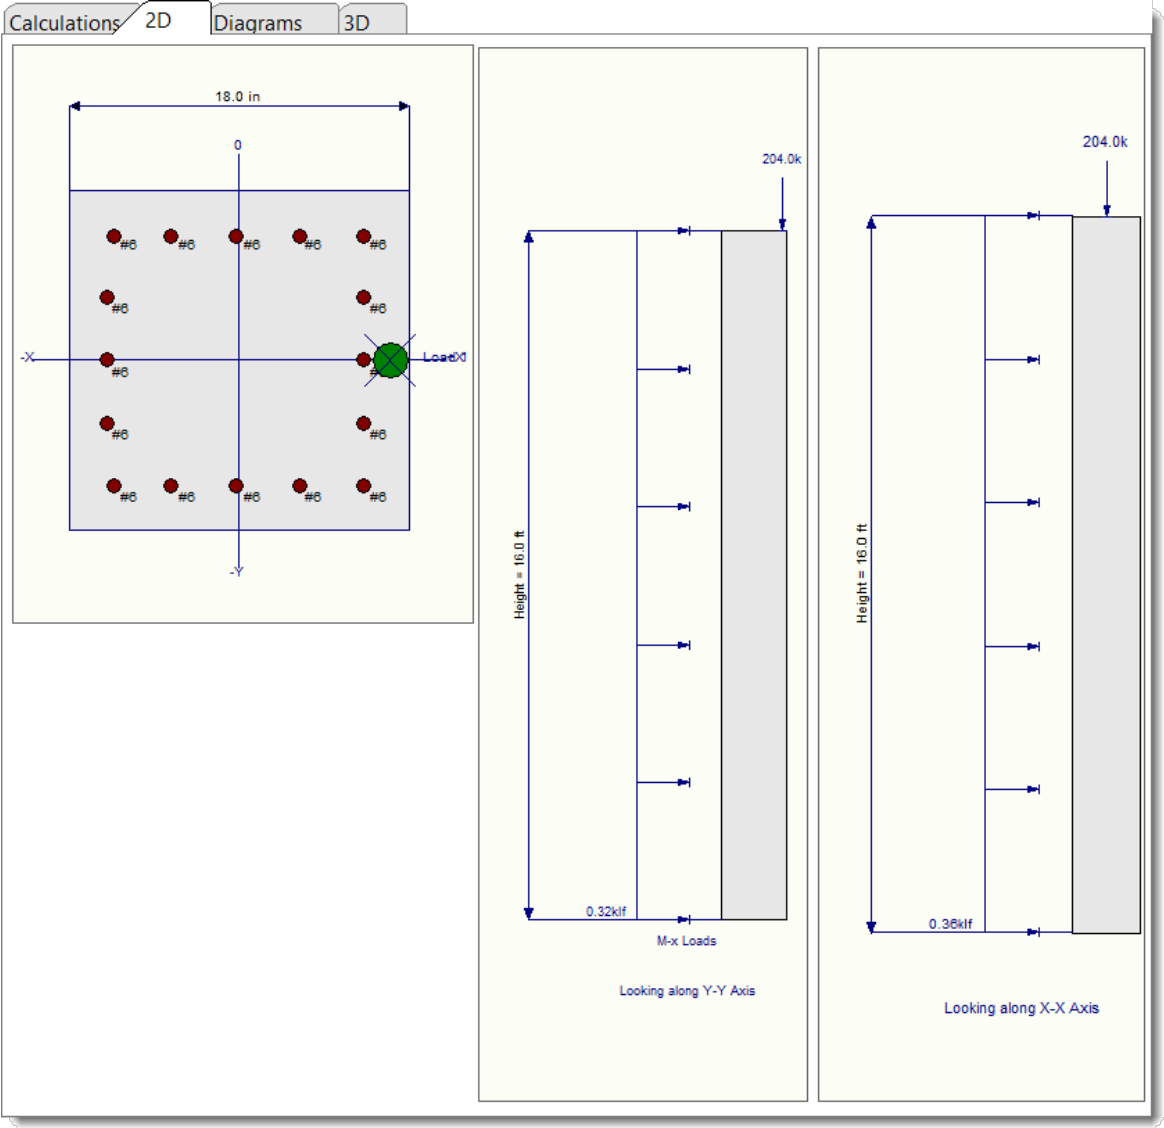 Calculations 2D Diagrams 3D
18.0 in
0
#6 #6 #6 #6 #6
#6 #6
-X
#6
#6 #6
#6 #6 #6 #6 #6
-Y
204.0k
Height = 16.0 ft
0.32klf
M-x Loads
Looking along Y-Y Axis
204.0k
Height = 16.0 ft
0.36klf
Looking along X-X Axis